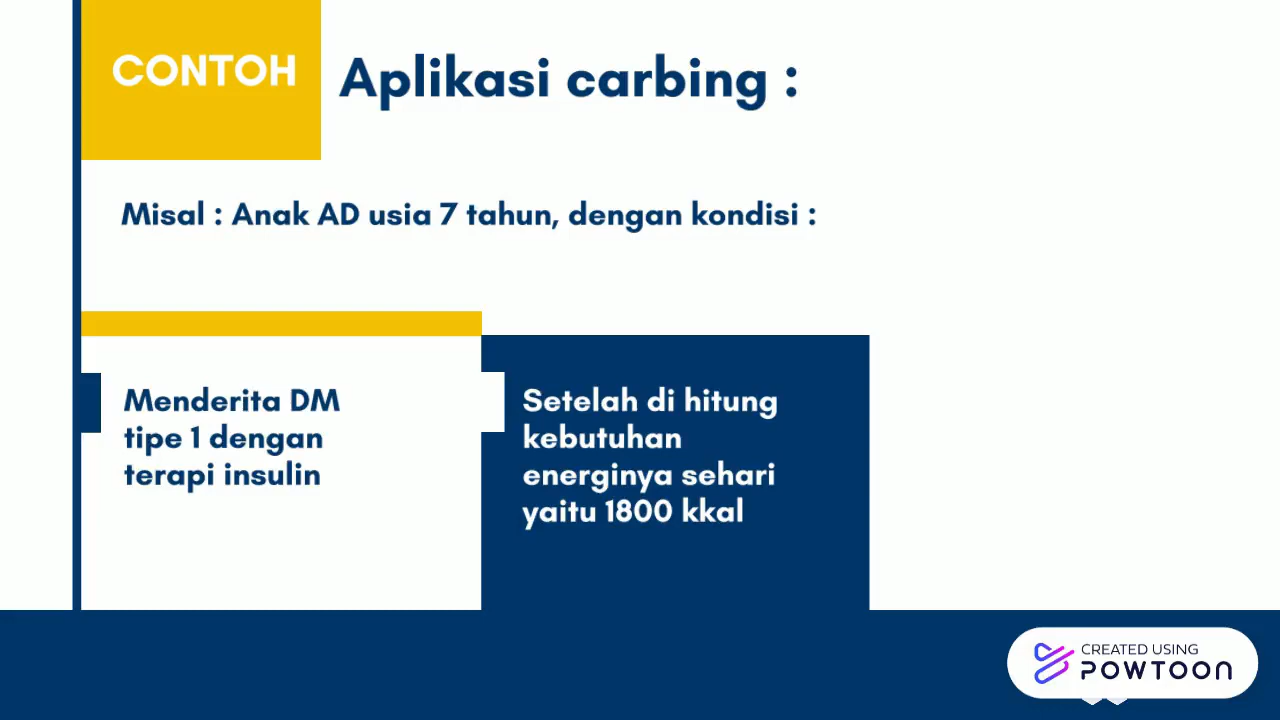 CONTOH
Aplikasi carbing :
Misal : Anak AD usia 7 tahun, dengan kondisi :
Menderita DM
tipe 1 dengan
terapi insulin
Setelah di hitung
kebutuhan
energinya sehari
yaitu 1800 kkal
CREATED USING
POWTOON